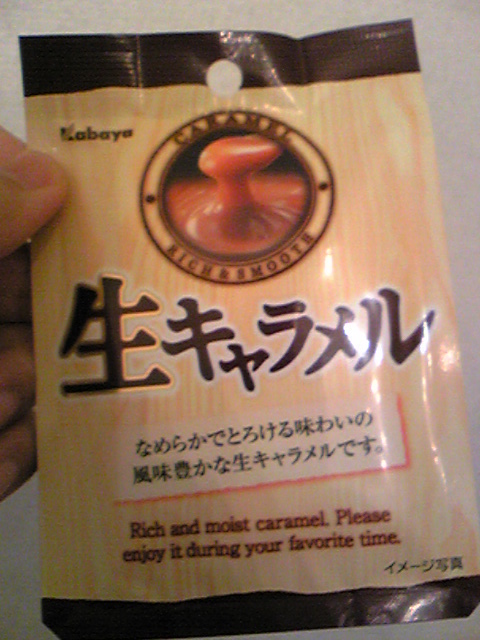 Kabaya
CARAMEL
RICH & SMOOTH
生キャラメル
なめらかでとろける味わいの
風味豊かな生キャラメルです。
Rich and moist caramel. Please
enjoy it during your favorite time.
イメージ写真